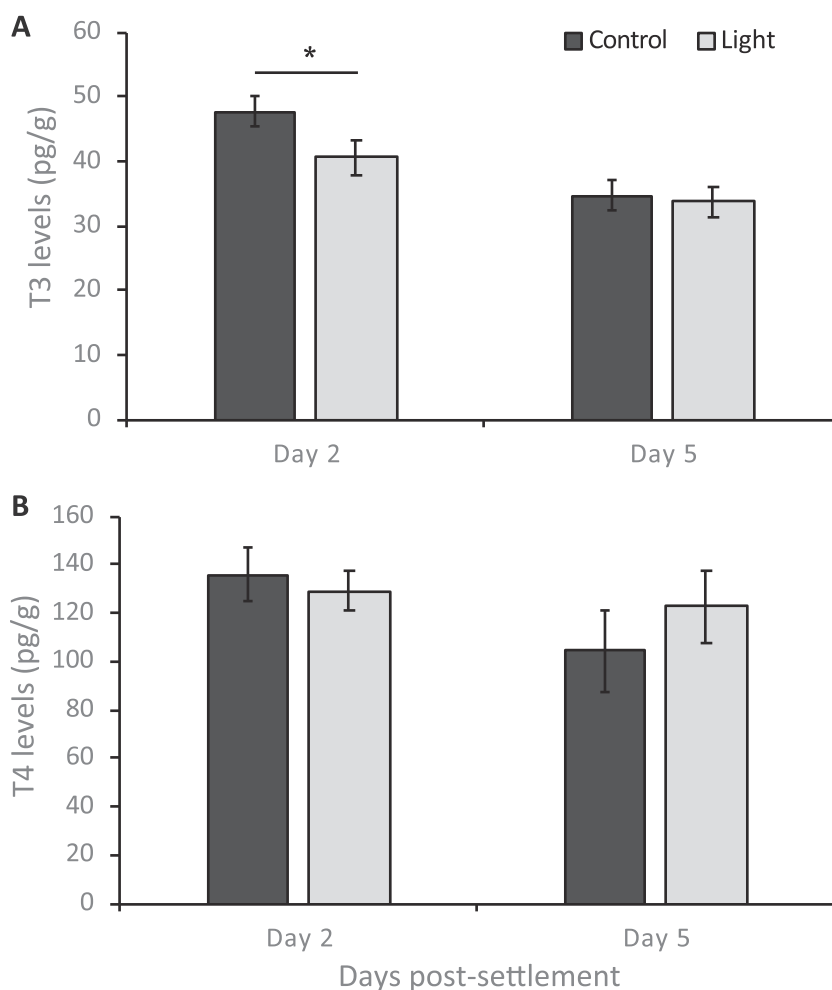 A
60
50
40
30
20
10
0
T3 levels (pg/g)
*
Control
Light
Day 2
Day 5
B
160
140
120
100
80
60
40
20
0
T4 levels (pg/g)
Day 2
Day 5
Days post-settlement